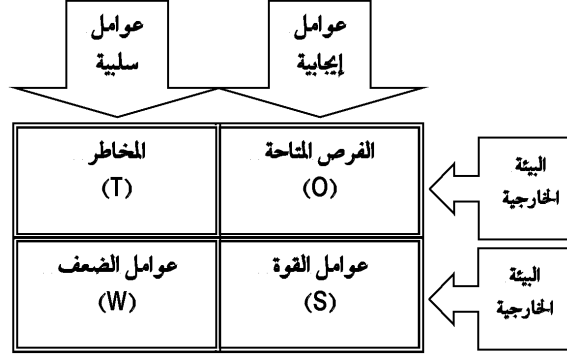 عوامل
إيجابية
عوامل
سلبية
البيئة
الخارجية
الفرص المتاحة
(O)
المخاطر
(T)
البيئة
الخارجية
عوامل القوة
(S)
عوامل الضعف
(W)